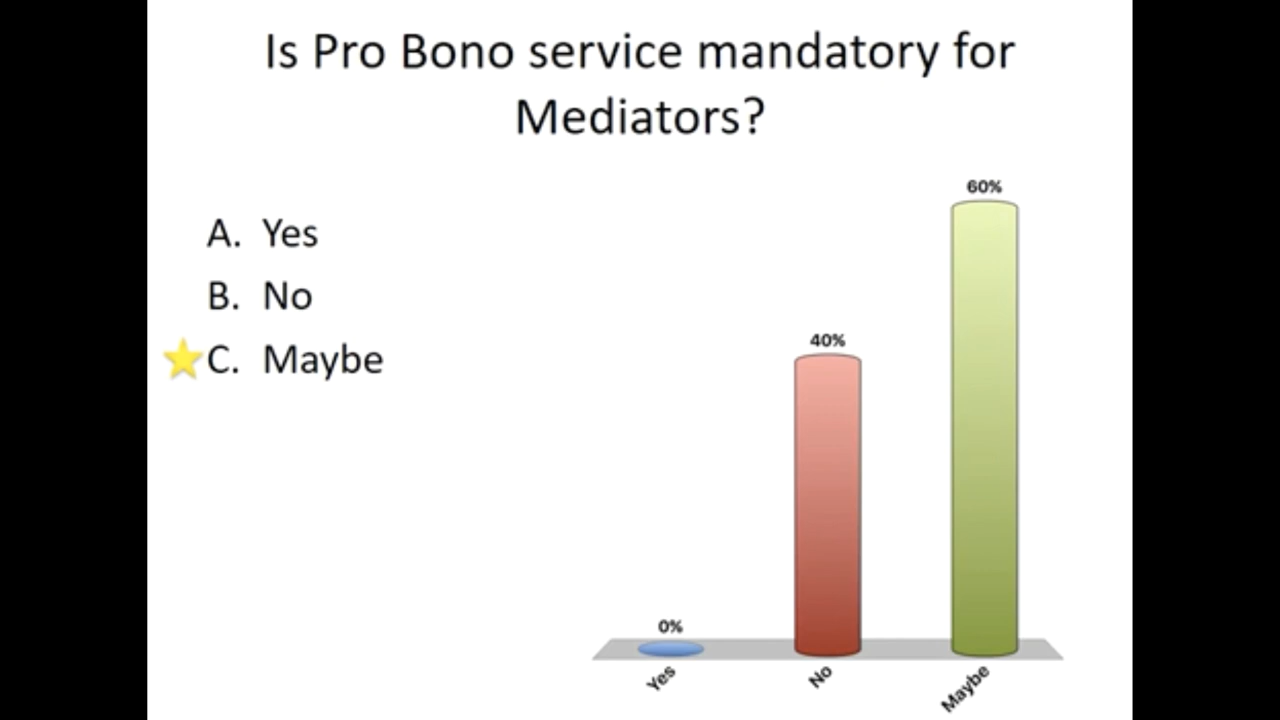 Is Pro Bono service mandatory for
Mediators?
A. Yes
B. No
C. Maybe
60%
40%
0%
Yes
No
Maybe